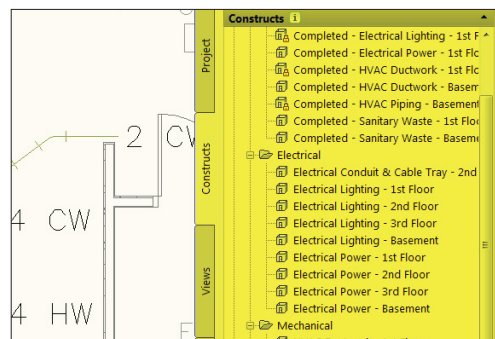 Constructs
Completed - Electrical Lighting - 1st F
Completed - Electrical Power - 1st Flo
Completed - HVAC Ductwork - 1st Flo
Completed - HVAC Ductwork - Basem
Completed - HVAC Piping - Basement
Completed - Sanitary Waste - 1st Floo
Completed - Sanitary Waste - Baseme
Electrical
Electrical Conduit & Cable Tray - 2nd
Electrical Lighting - 1st Floor
Electrical Lighting - 2nd Floor
Electrical Lighting - 3rd Floor
Electrical Lighting - Basement
Electrical Power - 1st Floor
Electrical Power - 2nd Floor
Electrical Power - 3rd Floor
Electrical Power - Basement
Mechanical
Project
Constructs
Views
2 CW
4 CW
4 HW